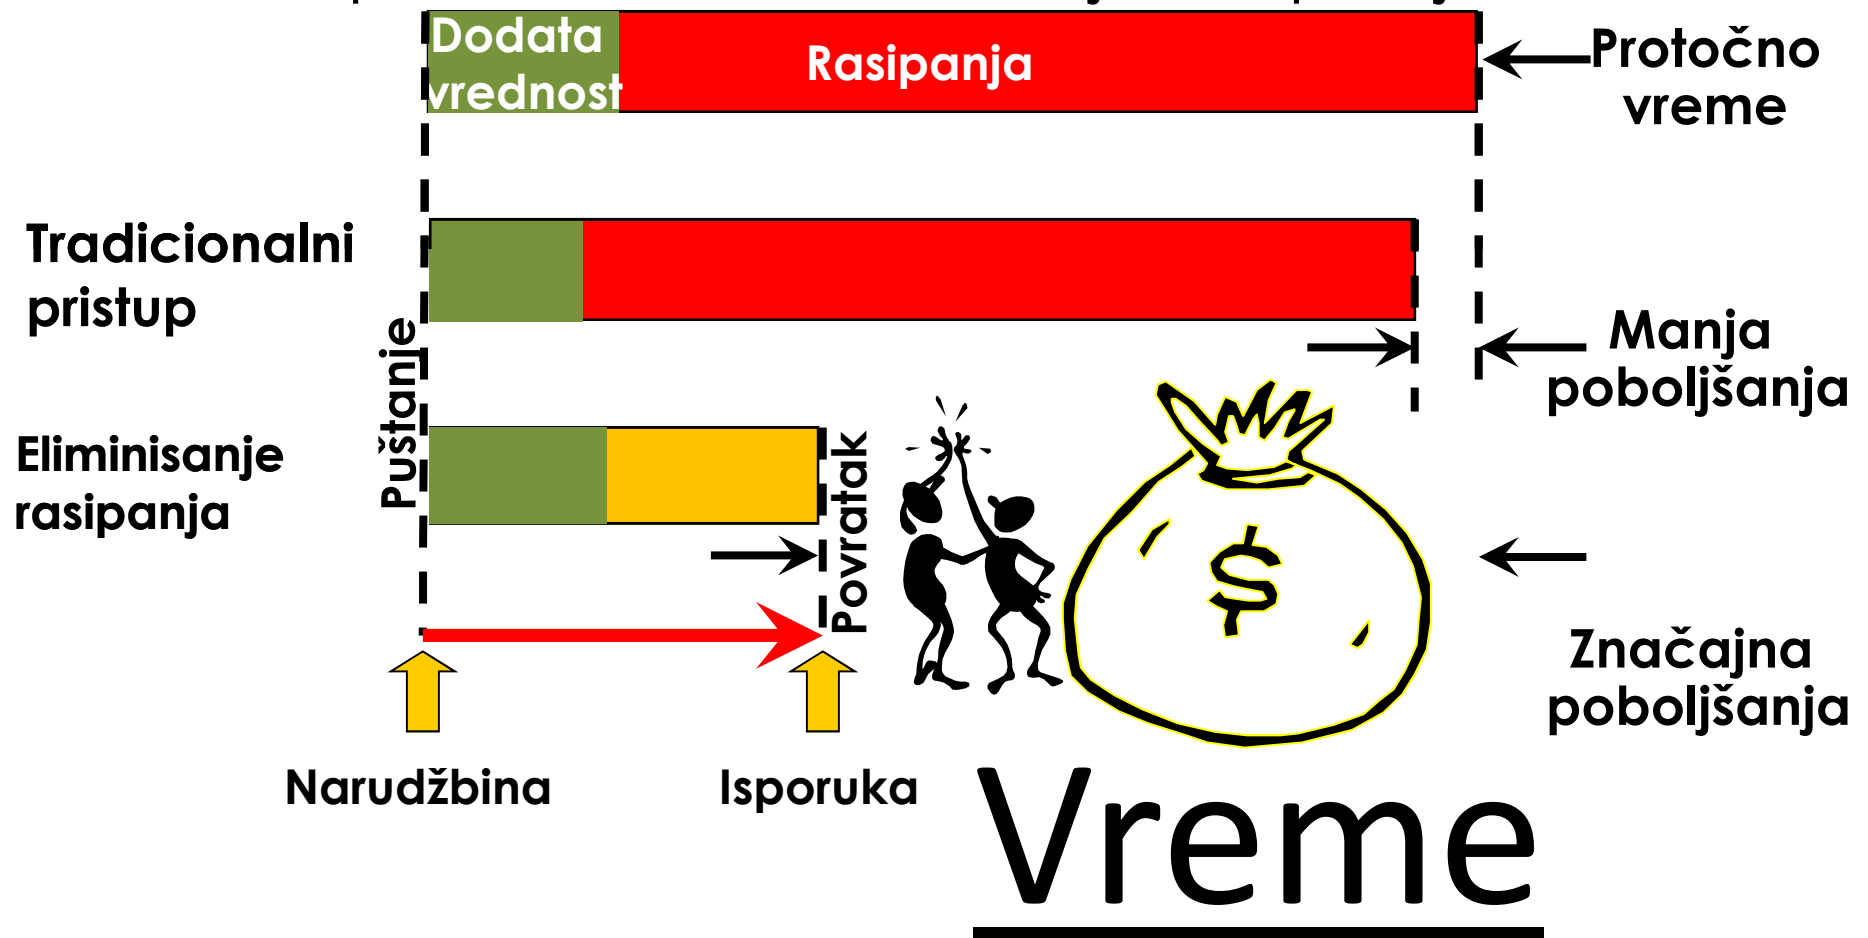 Dodata
vrednost
Rasipanja
Protočno
vreme
Tradicionalni
pristup
Puštanje
Manja
poboljšanja
Eliminisanje
rasipanja
Povratak
$
Značajna
poboljšanja
Narudžbina
Isporuka
Vreme